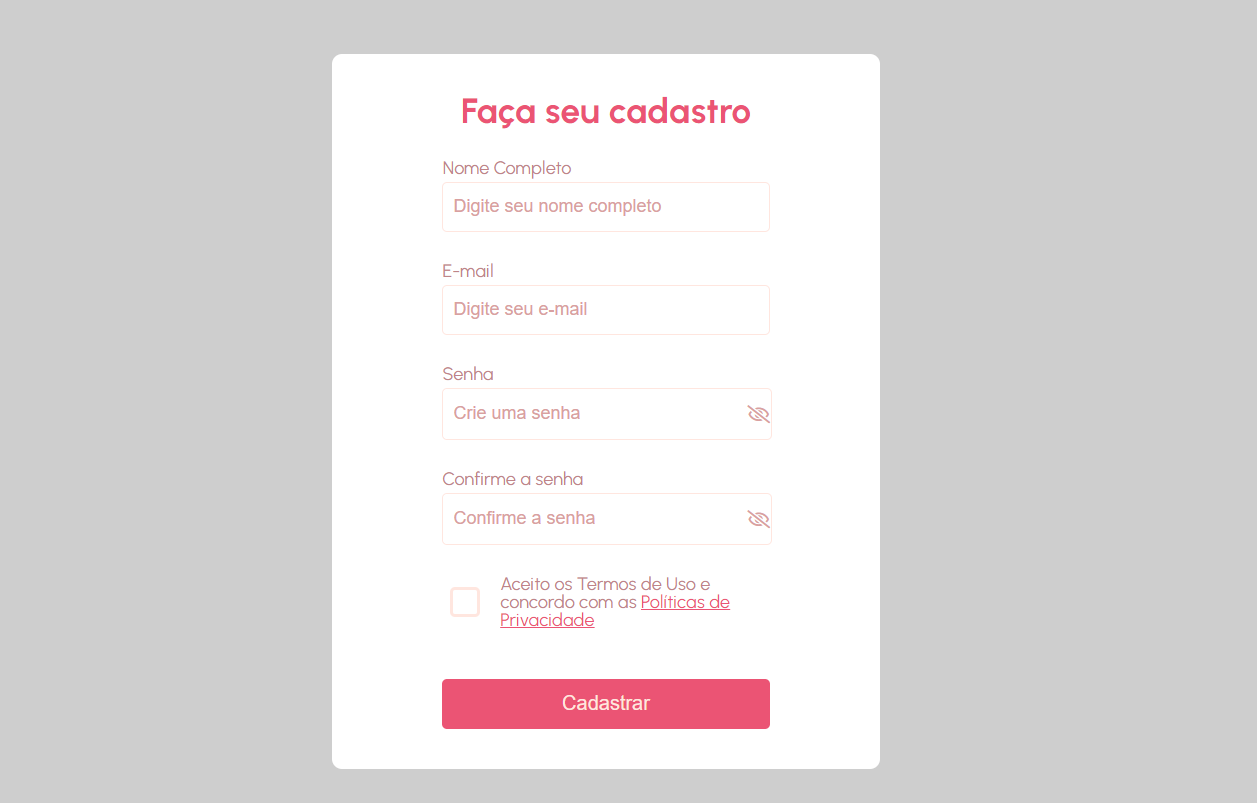 Faça seu cadastro
Nome Completo
Digite seu nome completo
E-mail
Digite seu e-mail
Senha
Crie uma senha
Confirme a senha
Confirme a senha
Aceito os Termos de Uso e
concordo com as Políticas de
Privacidade
Cadastrar